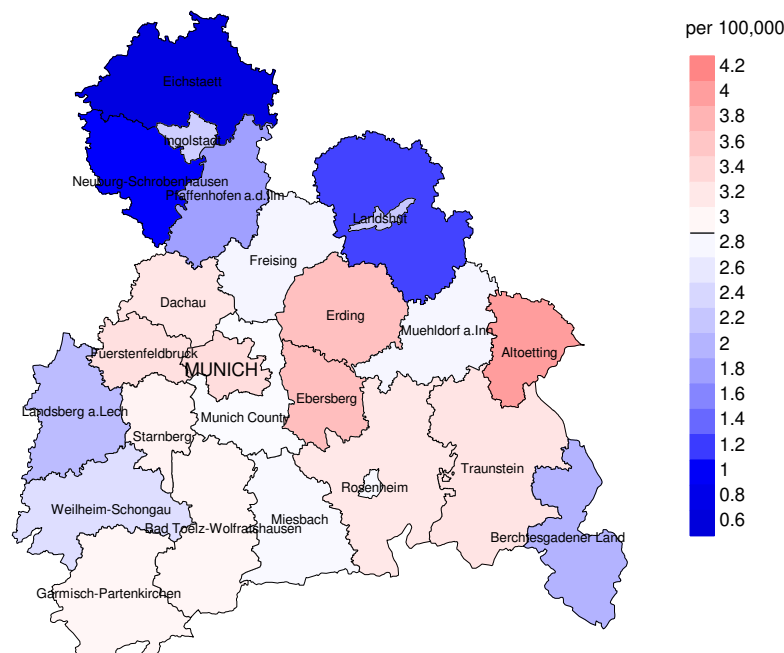 per 100,000
4.2
4
3.8
3.6
3.4
3.2
3
2.8
2.6
2.4
2.2
2
1.8
1.6
1.4
1.2
1
0.8
0.6
Eichstaett
Ingolstadt
Neuburg-Schrobenhausen
Pfaffenhofen a.d.Ilm
Landshut
Freising
Dachau
Erding
Muehldorf a.Inn
Altoetting
Fuerstenfeldbruck
MUNICH
Ebersberg
Landsberg a.Lech
Munich County
Starnberg
Traunstein
Rosenheim
Weilheim-Schongau
Miesbach
Bad Toelz-Wolfratshausen
Berchtesgadener Land
Garmisch-Partenkirchen